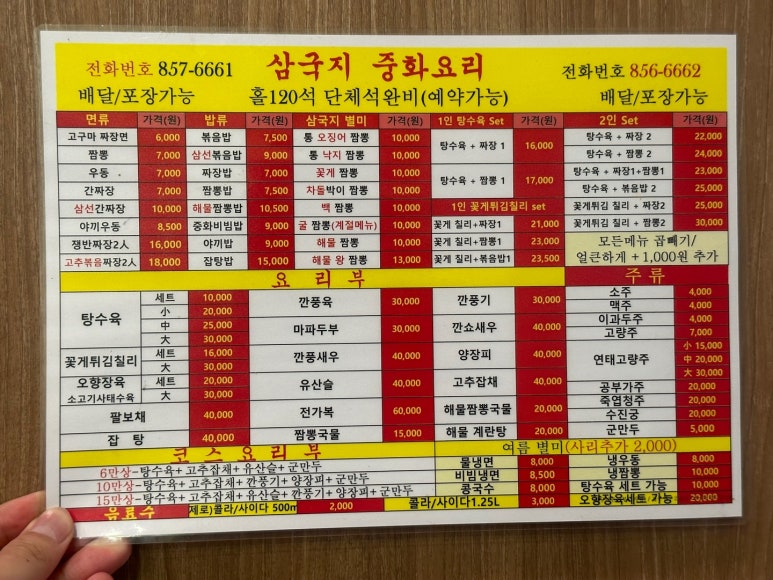 전화번호 857-6661 삼국지 중화요리 전화번호 856-6662
배달/포장가능 홀120석 단체석완비(예약가능) 배달/포장가능
면류 가격(원) 밥류 가격(원) 삼국지 별미 가격(원) 1인 탕수육 Set 2인 Set 가격(원)
고구마 짜장면 6,000 볶음밥 7,500 통 오징어 짬뽕 10,000 탕수육 + 짜장 1 16,000 탕수육 + 짜장 2 22,000
짬뽕 7,000 삼선볶음밥 9,000 통 낙지 짬뽕 10,000 탕수육 + 짬뽕 2 24,000
우동 7,000 짜장밥 7,000 꽃게 짬뽕 10,000 탕수육 + 짬뽕 1 17,000 탕수육 + 짜장1+짬뽕1 23,000
간짜장 7,000 짬뽕밥 7,500 차돌박이 짬뽕 10,000 탕수육 + 볶음밥 2 25,000
삼선간짜장 10,000 해물짬뽕밥 10,500 백 짬뽕 10,000 1인 꽃게튀김칠리 set 꽃게튀김 칠리 + 짜장2 25,000
야끼우동 8,500 중화비빔밥 9,000 굴 짬뽕(계절메뉴) 10,000 꽃게 칠리+짜장1 21,000 꽃게튀김 칠리 + 짬뽕2 30,000
쟁반짜장2人 16,000 야끼밥 9,000 해물 짬뽕 10,000 꽃게 칠리+짬뽕1 23,000 모든메뉴 곱빼기/
고추볶음짜장2人 18,000 잡탕밥 15,000 해물 왕 짬뽕 13,000 꽃게 칠리+볶음밥1 23,500 얼큰하게 +1,000원 추가
요 리 부 주 류
탕수육 세트 10,000 깐풍육 30,000 깐풍기 30,000 소주 4,000
小 20,000 맥주 4,000
中 25,000 마파두부 30,000 깐쇼새우 40,000 이과두주 4,000
大 30,000 고량주 7,000
꽃게튀김칠리 세트 16,000 깐풍새우 40,000 양장피 40,000 연태고량주 小 15,000
大 30,000 中 20,000
오향장육 세트 20,000 유산슬 40,000 고추잡채 40,000 大 30,000
소고기사태수육 大 30,000 공부가주 20,000
팔보채 40,000 전가복 60,000 해물짬뽕국물 20,000 죽엽청주 20,000
수진궁 20,000
잡 탕 40,000 짬뽕국물 15,000 해물 계란탕 20,000 군만두 5,000
코 스 요 리 부 여름 별미(사리추가 2,000)
6만상-탕수육+ 고추잡채+ 유산슬+ 군만두 물냉면 8,000 냉우동 8,000
10만상-탕수육+ 고추잡채+ 깐풍기+ 양장피+ 군만두 비빔냉면 8,500 냉짬뽕 10,000
15만상-탕수육+ 고추잡채+ 유산슬+ 깐풍기+ 양장피+ 군만두 콩국수 8,000 탕수육 세트 가능 10,000
음료수 제로)콜라/사이다 500m 2,000 콜라/사이다1.25L 3,000 오향장육세트 가능 20,000